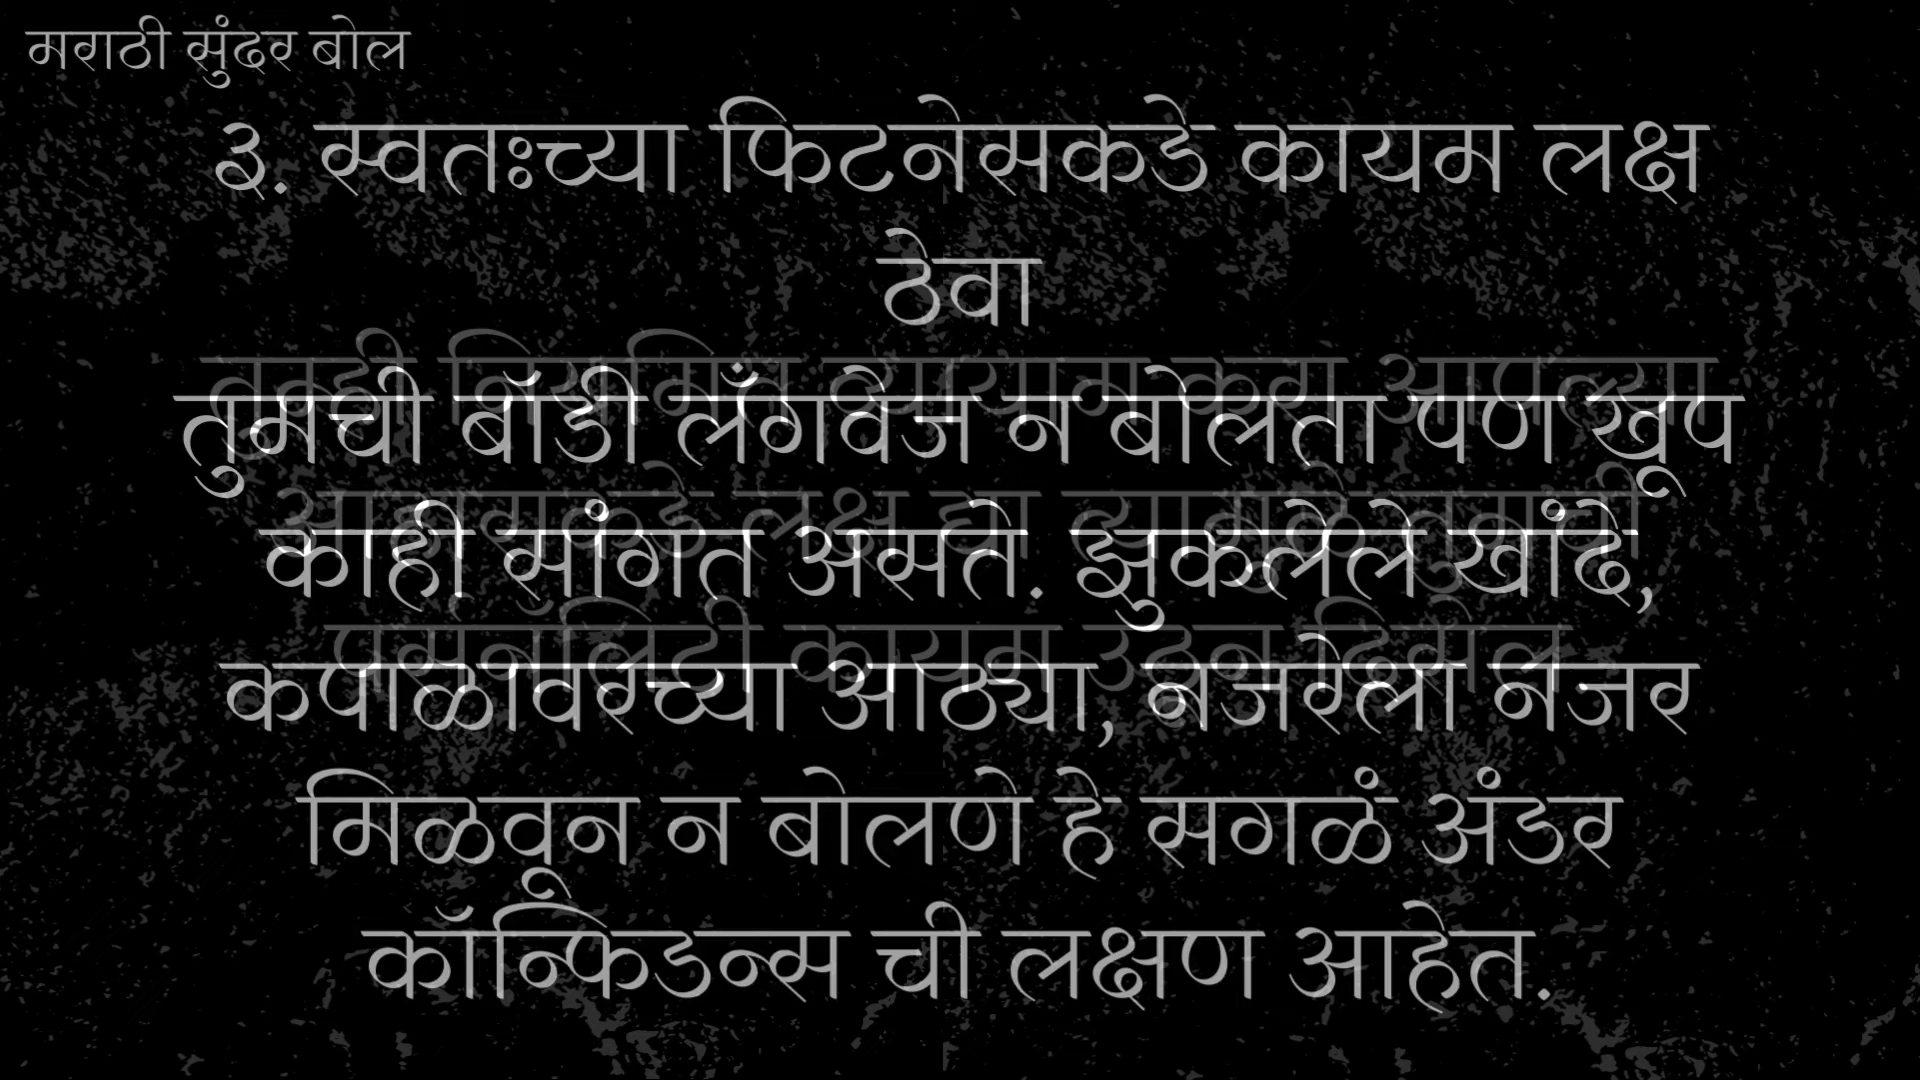 मराठी सुंदर बोल
३. स्वतःच्या फिटनेसकडे कायम लक्ष
ठेवा
तुमची बॉडी लँगवेज न बोलता पण खूप
काही सांगत असते. झुकलेले खांदे,
कपाळावरच्या आठ्या, नजरेला नजर
मिळवून न बोलणे हे सगळं अंडर
कॉन्फिडन्स ची लक्षण आहेत.